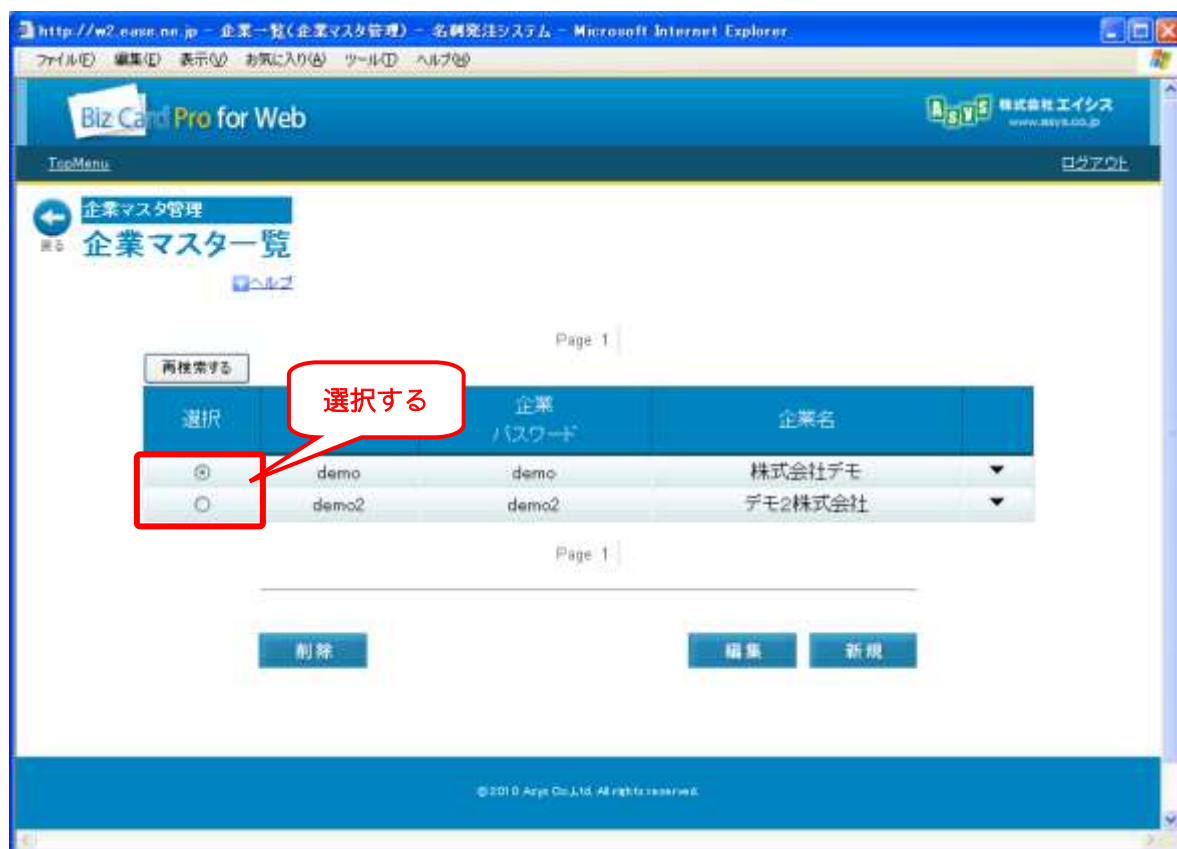 http://w2.ease.ne.jp - 企業一覧(企業マスタ管理) - 名刺発注システム - Microsoft Internet Explorer
ファイル(F) 編集(E) 表示(V) お気に入り(A) ツール(T) ヘルプ(H)
Biz Card Pro for Web
Asys 株式会社エイシス
www.asys.co.jp
TopMenu
ログアウト
企業マスタ管理
戻る 企業マスタ一覧
ヘルプ
Page 1
再検索する
選択する
選択 企業パスワード 企業名
demo demo 株式会社デモ ▼
demo2 demo2 デモ2株式会社 ▼
Page 1
削除 編集 新規
©2010 Asys Co.,Ltd. All rights reserved.